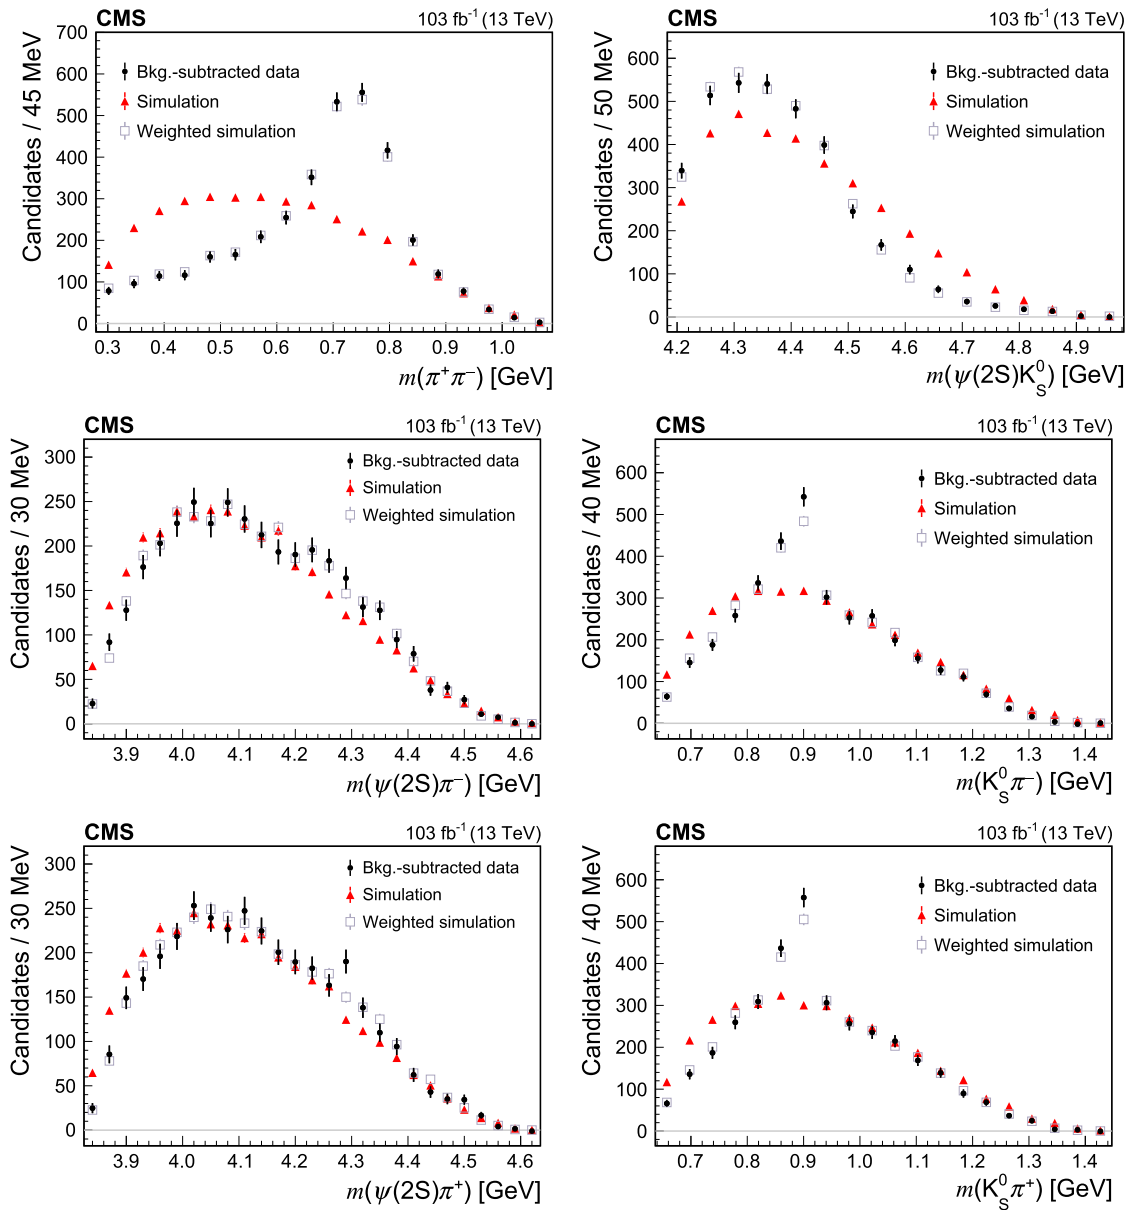 CMS 103 fb⁻¹ (13 TeV)
Candidates / 45 MeV
700
600
500
400
300
200
100
0
Bkg.-subtracted data
Simulation
Weighted simulation
0.3 0.4 0.5 0.6 0.7 0.8 0.9 1.0
m(π⁺π⁻) [GeV]
CMS 103 fb⁻¹ (13 TeV)
Candidates / 50 MeV
600
500
400
300
200
100
0
Bkg.-subtracted data
Simulation
Weighted simulation
4.2 4.3 4.4 4.5 4.6 4.7 4.8 4.9
m(ψ(2S)K⁰_S) [GeV]
CMS 103 fb⁻¹ (13 TeV)
Candidates / 30 MeV
300
250
200
150
100
50
0
Bkg.-subtracted data
Simulation
Weighted simulation
3.9 4.0 4.1 4.2 4.3 4.4 4.5 4.6
m(ψ(2S)π⁻) [GeV]
CMS 103 fb⁻¹ (13 TeV)
Candidates / 40 MeV
600
500
400
300
200
100
0
Bkg.-subtracted data
Simulation
Weighted simulation
0.7 0.8 0.9 1.0 1.1 1.2 1.3 1.4
m(K⁰_Sπ⁻) [GeV]
CMS 103 fb⁻¹ (13 TeV)
Candidates / 30 MeV
300
250
200
150
100
50
0
Bkg.-subtracted data
Simulation
Weighted simulation
3.9 4.0 4.1 4.2 4.3 4.4 4.5 4.6
m(ψ(2S)π⁺) [GeV]
CMS 103 fb⁻¹ (13 TeV)
Candidates / 40 MeV
600
500
400
300
200
100
0
Bkg.-subtracted data
Simulation
Weighted simulation
0.7 0.8 0.9 1.0 1.1 1.2 1.3 1.4
m(K⁰_Sπ⁺) [GeV]